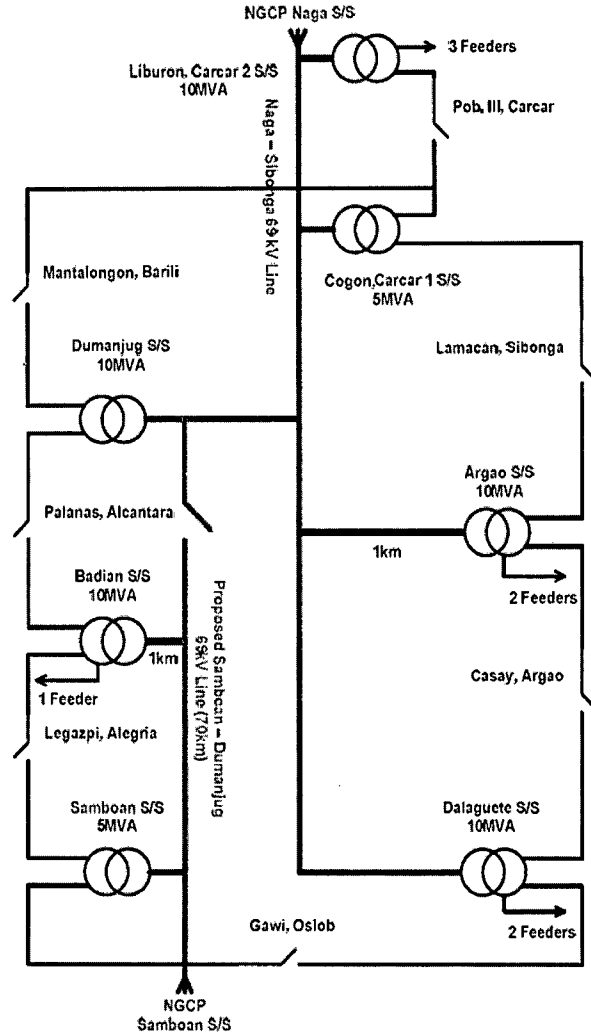 NGCP Naga S/S
3 Feeders
Liburon, Carcar 2 S/S
10MVA
Pob. III, Carcar
Naga – Sibonga 69 kV Line
Mantalongon, Barili
Cogon,Carcar 1 S/S
5MVA
Dumanjug S/S
10MVA
Lamacan, Sibonga
Argao S/S
10MVA
Palanas, Alcantara
1km
2 Feeders
Badian S/S
10MVA
1km
Proposed Samboan – Dumanjug
69kV Line (70km)
1 Feeder
Casay, Argao
Legazpi, Alegria
Samboan S/S
5MVA
Dalaguete S/S
10MVA
Gawi, Oslob
2 Feeders
NGCP
Samboan S/S